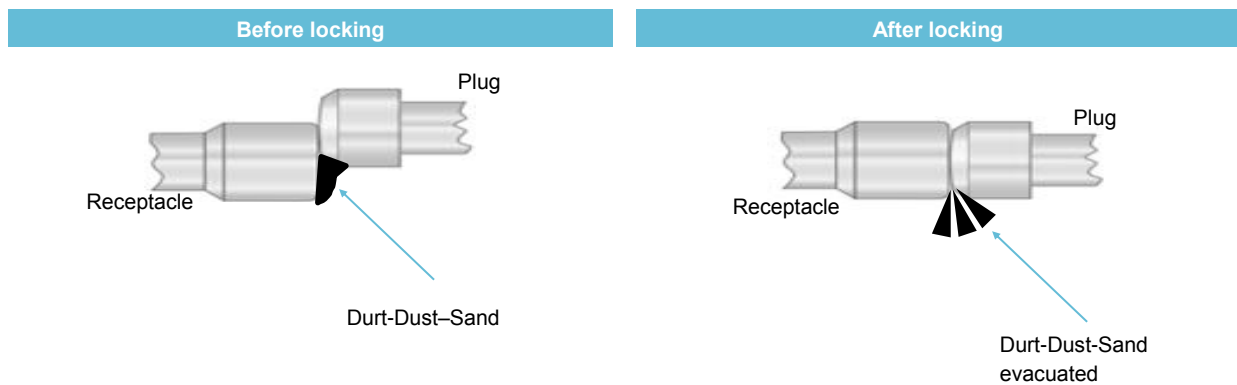 Before locking
Plug
Receptacle
Durt-Dust–Sand
After locking
Plug
Receptacle
Durt-Dust-Sand
evacuated